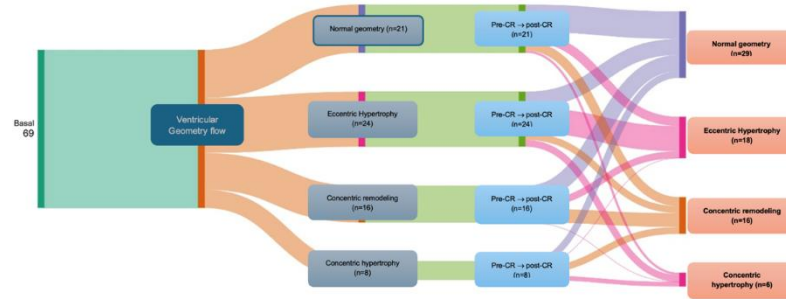 Basal
69
Ventricular
Geometry flow
Normal geometry (n=21)
Eccentric Hypertrophy
(n=24)
Concentric remodeling
(n=16)
Concentric hypertrophy
(n=8)
Pre-CR → post-CR
(n=21)
Pre-CR → post-CR
(n=24)
Pre-CR → post-CR
(n=16)
Pre-CR → post-CR
(n=8)
Normal geometry
(n=29)
Eccentric Hypertrophy
(n=18)
Concentric remodeling
(n=16)
Concentric
hypertrophy (n=6)